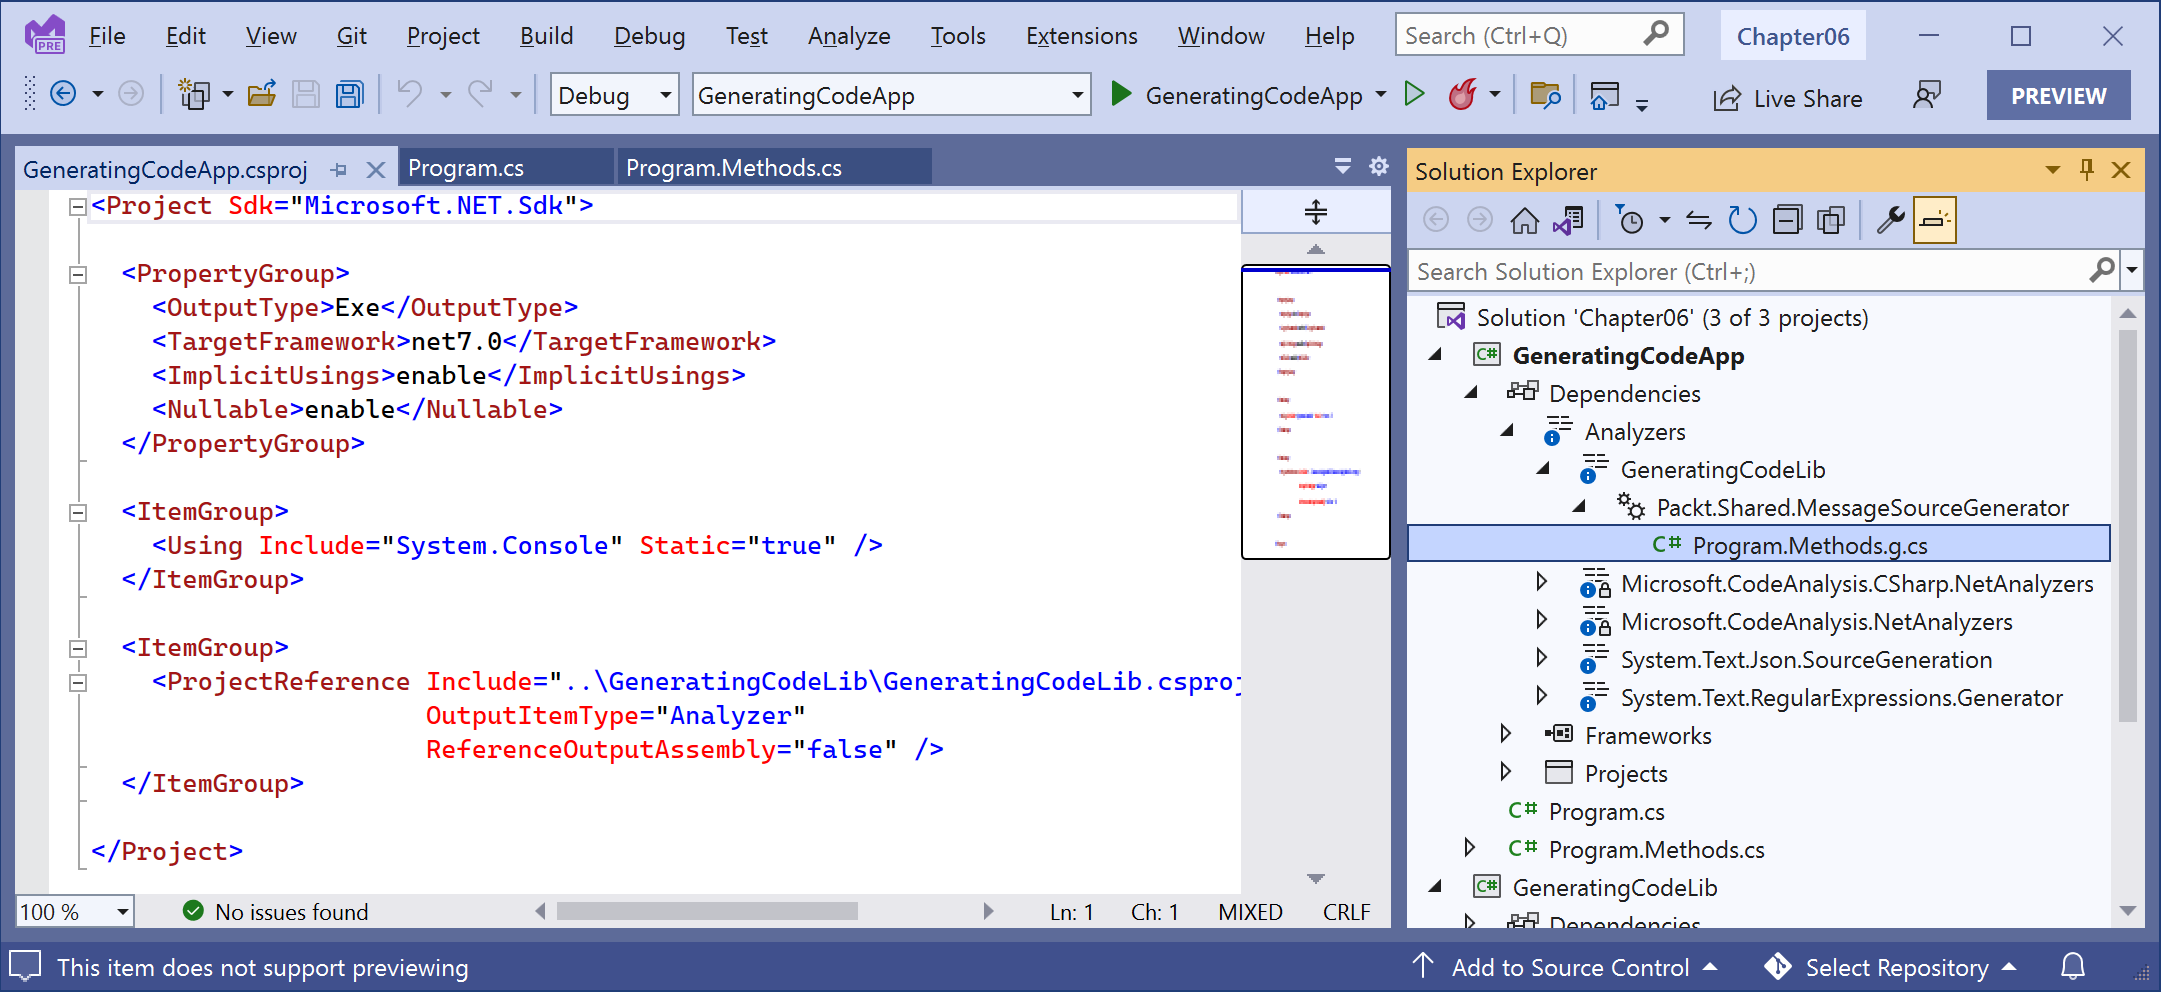 PRE File Edit View Git Project Build Debug Test Analyze Tools Extensions Window Help Search (Ctrl+Q) Chapter06
Debug GeneratingCodeApp GeneratingCodeApp Live Share PREVIEW
GeneratingCodeApp.csproj Program.cs Program.Methods.cs
<Project Sdk="Microsoft.NET.Sdk">
<PropertyGroup>
<OutputType>Exe</OutputType>
<TargetFramework>net7.0</TargetFramework>
<ImplicitUsings>enable</ImplicitUsings>
<Nullable>enable</Nullable>
</PropertyGroup>
<ItemGroup>
<Using Include="System.Console" Static="true" />
</ItemGroup>
<ItemGroup>
<ProjectReference Include="..\GeneratingCodeLib\GeneratingCodeLib.csproj
OutputItemType="Analyzer"
ReferenceOutputAssembly="false" />
</ItemGroup>
</Project>
100 % No issues found Ln: 1 Ch: 1 MIXED CRLF
Solution Explorer
Search Solution Explorer (Ctrl+;)
Solution 'Chapter06' (3 of 3 projects)
C# GeneratingCodeApp
Dependencies
Analyzers
GeneratingCodeLib
Packt.Shared.MessageSourceGenerator
C# Program.Methods.g.cs
Microsoft.CodeAnalysis.CSharp.NetAnalyzers
Microsoft.CodeAnalysis.NetAnalyzers
System.Text.Json.SourceGeneration
System.Text.RegularExpressions.Generator
Frameworks
Projects
C# Program.cs
C# Program.Methods.cs
C# GeneratingCodeLib
Dependencies
This item does not support previewing Add to Source Control Select Repository